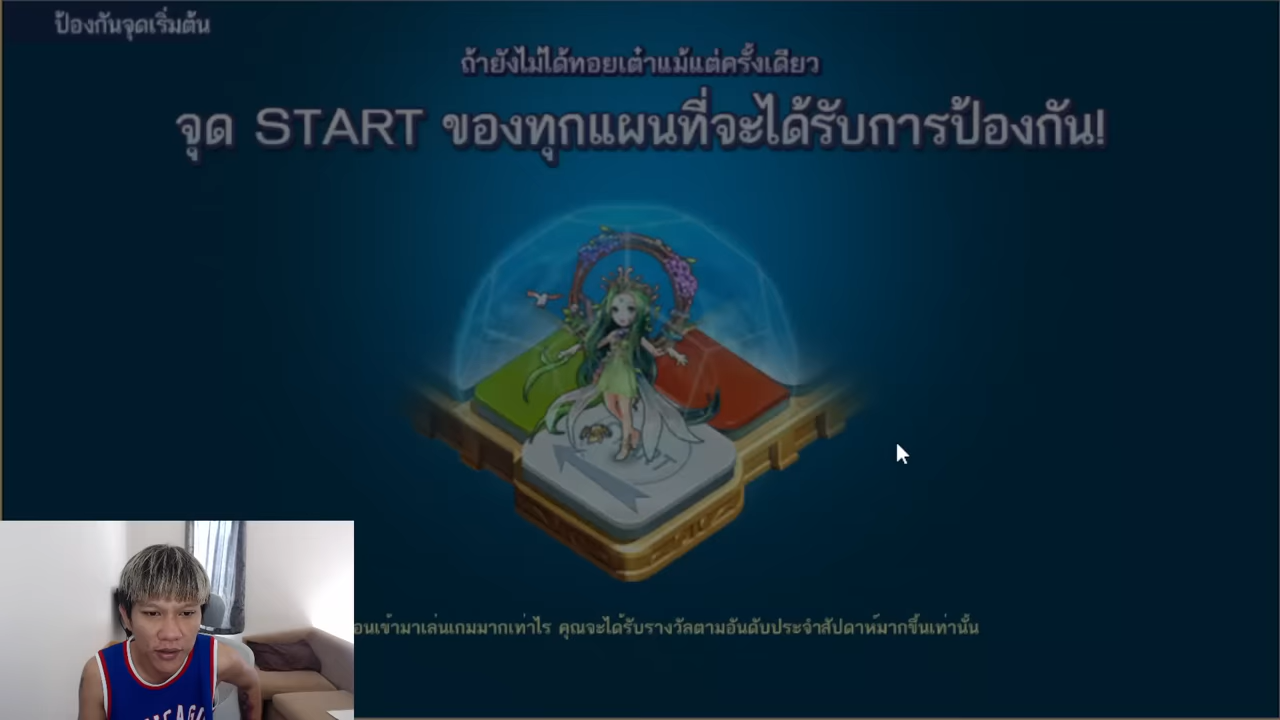 ป้องกันจุดเริ่มต้น
ถ้ายังไม่ได้ทอยเต๋าแม้แต่ครั้งเดียว
จุด START ของทุกแผนที่จะได้รับการป้องกัน!
เข้ามาเล่นเกมมากเท่าไร คุณจะได้รับรางวัลตามอันดับประจำสัปดาห์มากขึ้นเท่านั้น